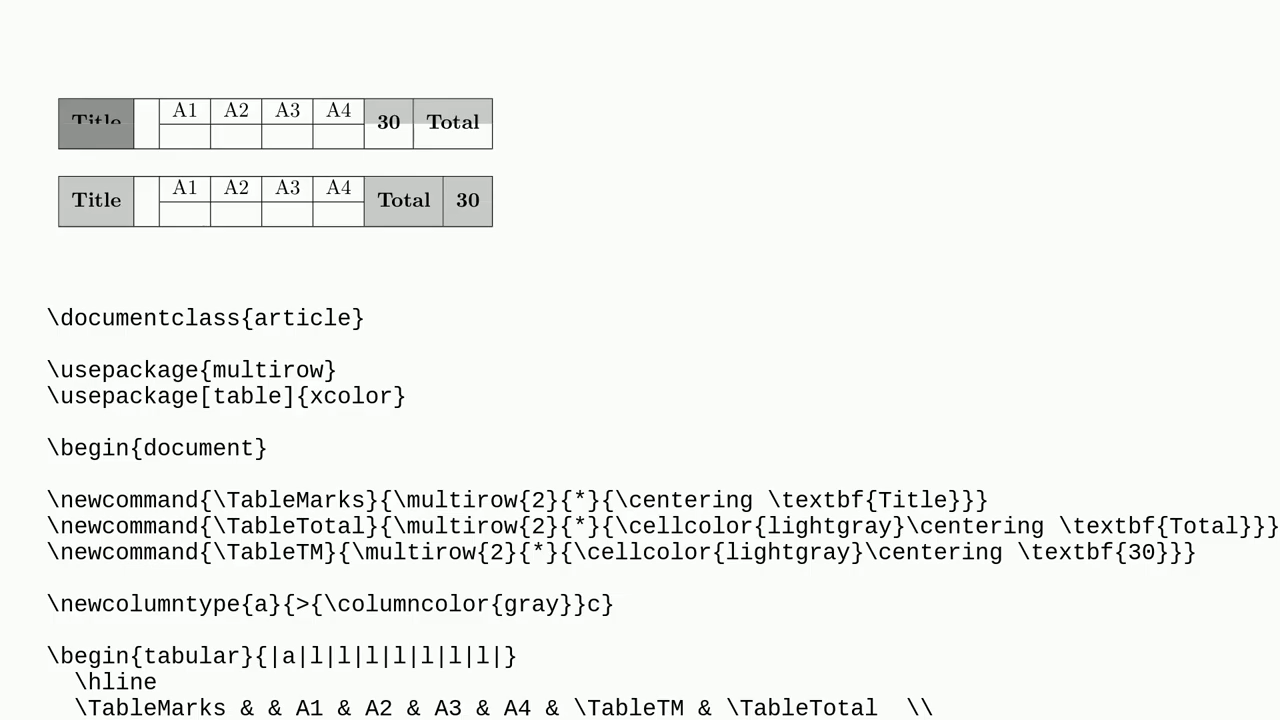 Title A1 A2 A3 A4 30 Total
Title A1 A2 A3 A4 Total 30
\documentclass{article}
\usepackage{multirow}
\usepackage[table]{xcolor}
\begin{document}
\newcommand{\TableMarks}{\multirow{2}{*}{\centering \textbf{Title}}}
\newcommand{\TableTotal}{\multirow{2}{*}{\cellcolor{lightgray}\centering \textbf{Total}}}
\newcommand{\TableTM}{\multirow{2}{*}{\cellcolor{lightgray}\centering \textbf{30}}}
\newcolumntype{a}{>{\columncolor{gray}}c}
\begin{tabular}{|a|l|l|l|l|l|l|l|}
\hline
\TableMarks & & A1 & A2 & A3 & A4 & \TableTM & \TableTotal \\